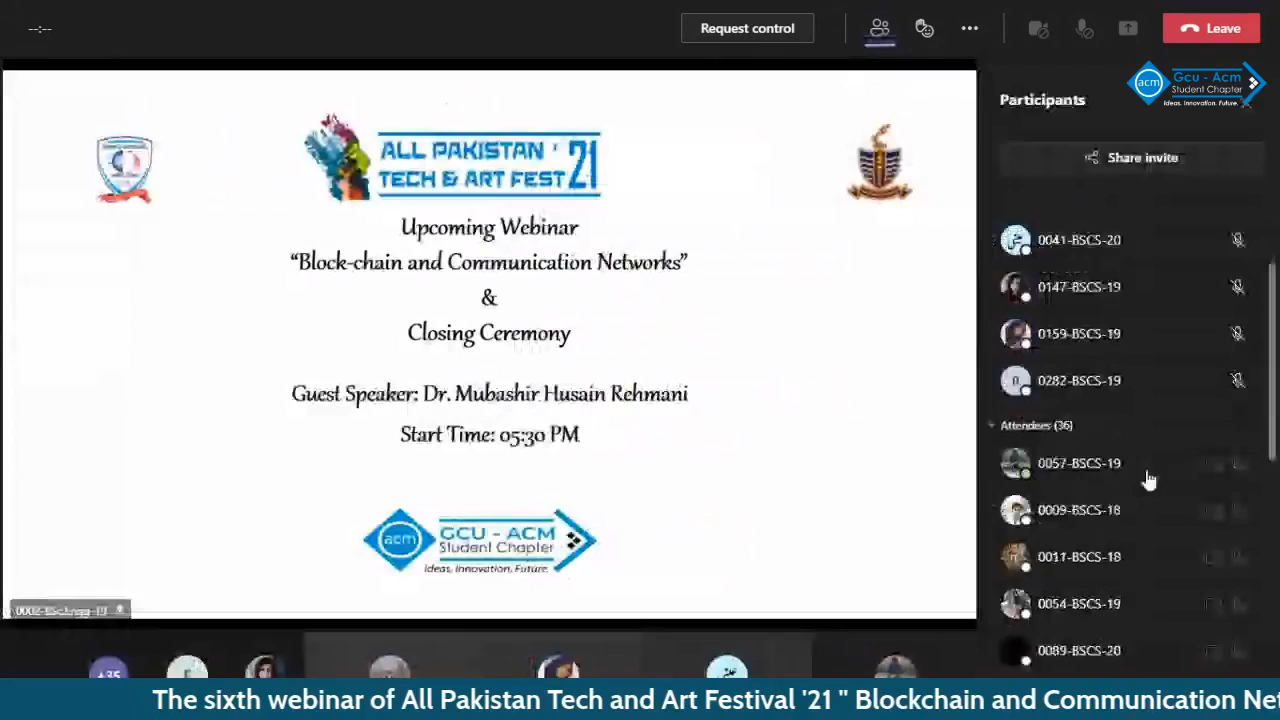 --:--
Request control
Leave
acm
Gcu - Acm
Student Chapter
Ideas. Innovation. Future.
Participants
Share invite
ALL PAKISTAN '21
TECH & ART FEST
Upcoming Webinar
“Block-chain and Communication Networks”
&
Closing Ceremony
Guest Speaker: Dr. Mubashir Husain Rehmani
Start Time: 05:30 PM
acm
GCU - ACM
Student Chapter
Ideas, Innovation, Future.
0041-BSCS-20
0147-BSCS-19
0159-BSCS-19
0282-BSCS-19
Attendees (36)
0057-BSCS-19
0009-BSCS-18
0011-BSCS-18
0054-BSCS-19
0089-BSCS-20
+35
The sixth webinar of All Pakistan Tech and Art Festival '21 " Blockchain and Communication Net